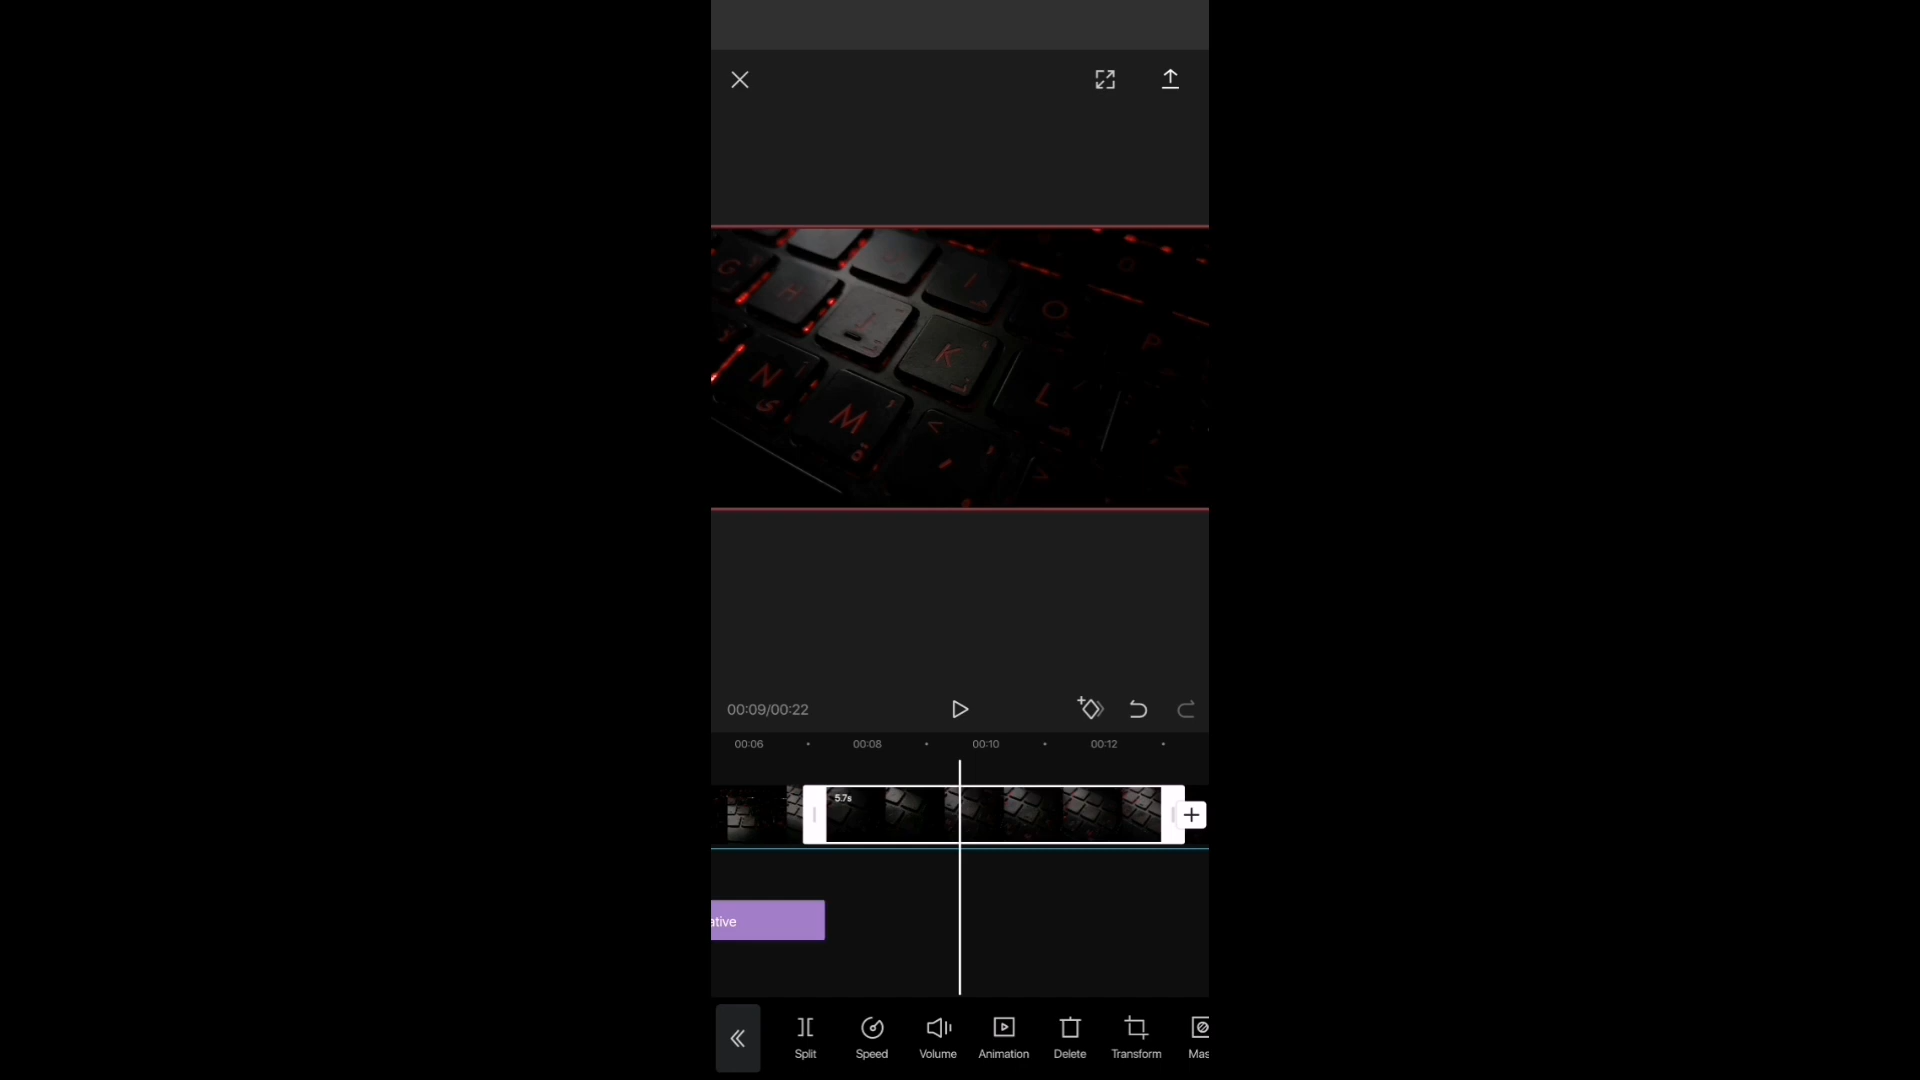 G
H
J
K
I
O
P
N
M
L
<
00:09/00:22
00:06
00:08
00:10
00:12
5.7s
ative
Split
Speed
Volume
Animation
Delete
Transform
Mas